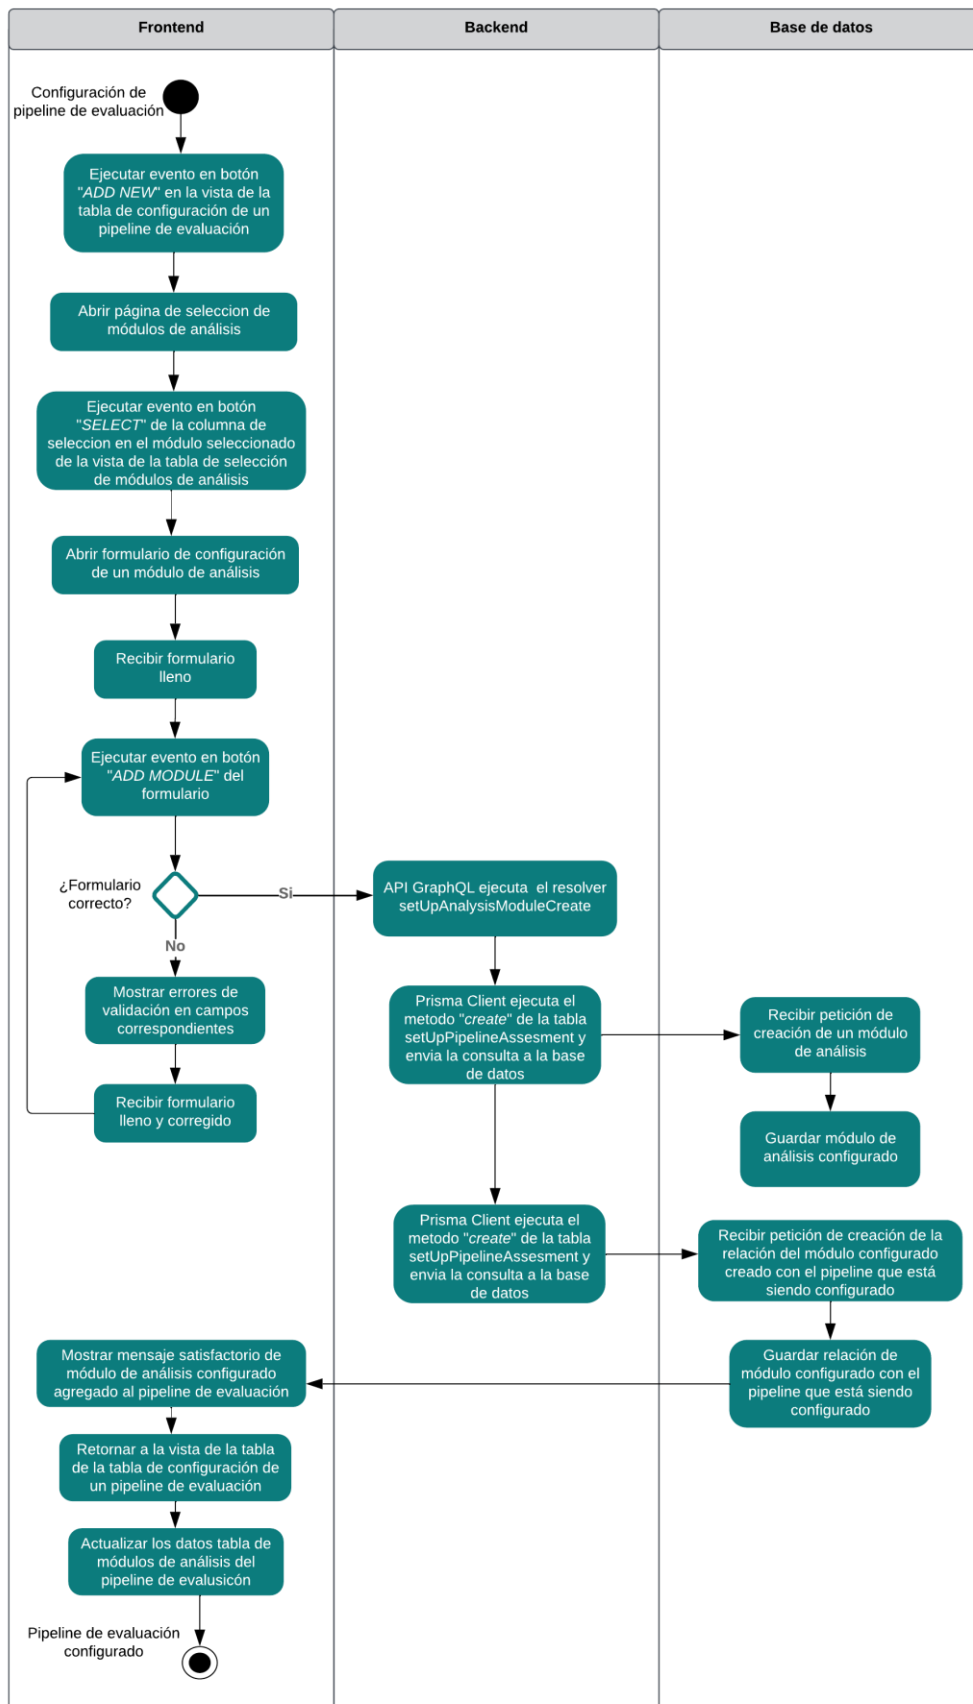 Frontend
Backend
Base de datos
Configuración de
pipeline de evaluación
Ejecutar evento en botón
"ADD NEW" en la vista de la
tabla de configuración de un
pipeline de evaluación
Abrir página de seleccion de
módulos de análisis
Ejecutar evento en botón
"SELECT" de la columna de
seleccion en el módulo seleccionado
de la vista de la tabla de selección
de módulos de análisis
Abrir formulario de configuración
de un módulo de análisis
Recibir formulario
lleno
Ejecutar evento en botón
"ADD MODULE" del
formulario
¿Formulario
correcto?
Si
No
API GraphQL ejecuta  el resolver
setUpAnalysisModuleCreate
Mostrar errores de
validación en campos
correspondientes
Recibir formulario
lleno y corregido
Prisma Client ejecuta el
metodo "create" de la tabla
setUpPipelineAssesment y
envia la consulta a la base
de datos
Recibir petición de
creación de un módulo
de análisis
Guardar módulo de
análisis configurado
Prisma Client ejecuta el
metodo "create" de la tabla
setUpPipelineAssesment y
envia la consulta a la base
de datos
Recibir petición de creación de la
relación del módulo configurado
creado con el pipeline que está
siendo configurado
Guardar relación de
módulo configurado con el
pipeline que está siendo
configurado
Mostrar mensaje satisfactorio de
módulo de análisis configurado
agregado al pipeline de evaluación
Retornar a la vista de la tabla
de la tabla de configuración de
un pipeline de evaluación
Actualizar los datos tabla de
módulos de análisis del
pipeline de evalusicón
Pipeline de evaluación
configurado